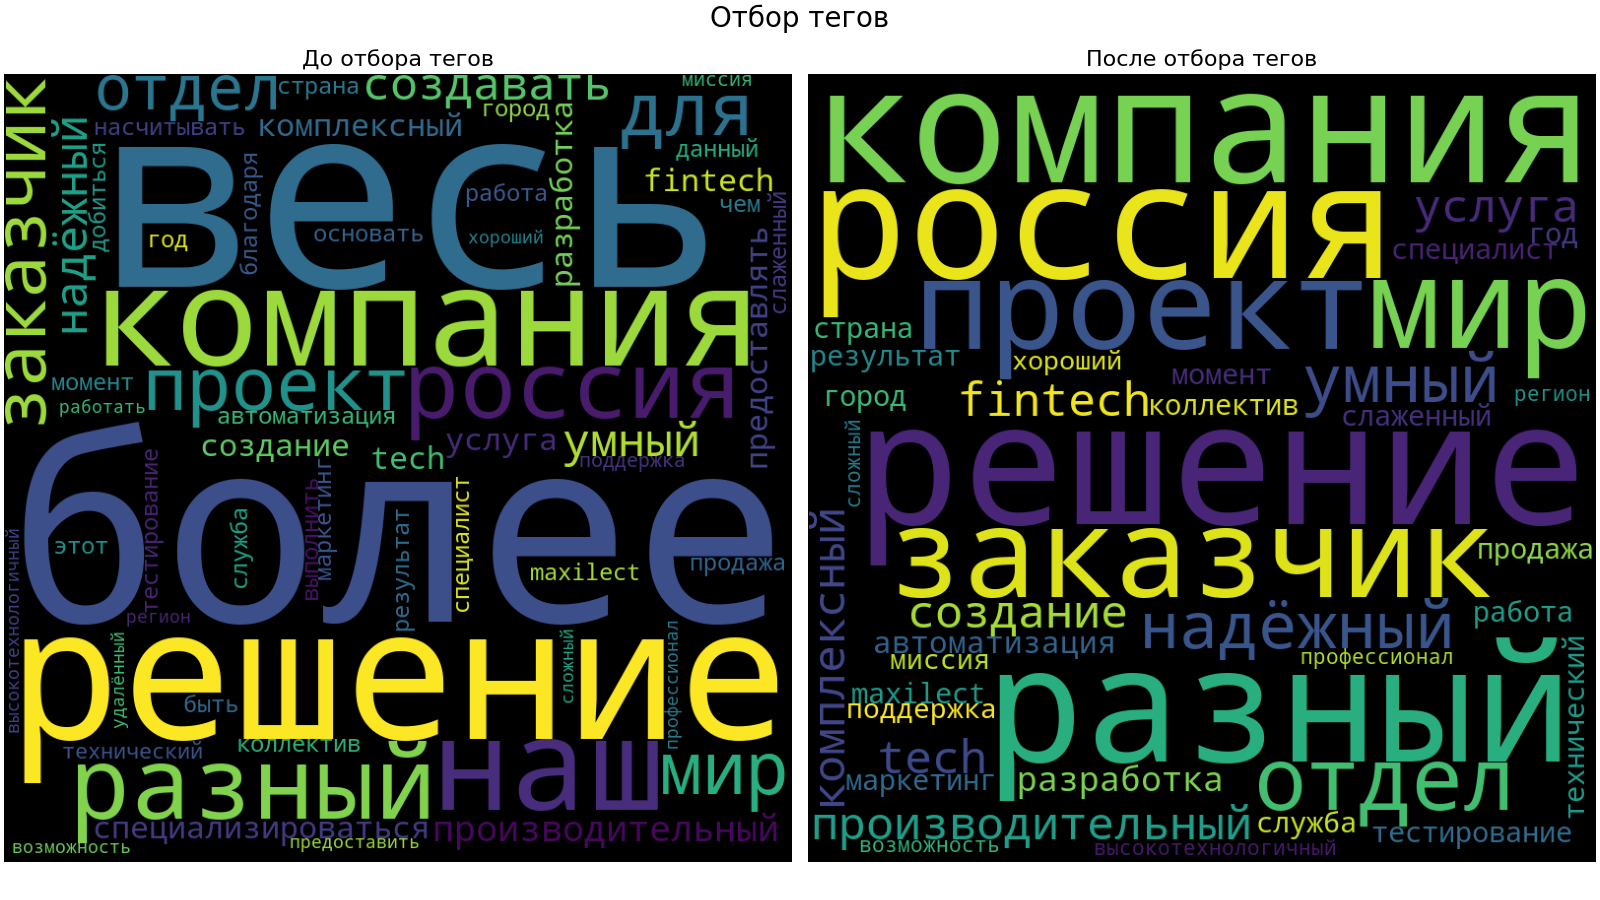 Отбор тегов
До отбора тегов
отдел страна создавать миссия
насчитывать комплексный город для
заказчик
надёжный
добиться
весь
благодаря
разработка
данный
fintech
работа
чем
год
основать
хороший
слаженный
предоставлять
компания
момент проект россия
работать
автоматизация
создание услуга умный
tech поддержка
более
высокотехнологичный
тестирование
этот
служба
выполнить
маркетинг
результат
специалист
maxilect
продажа
регион
решение
удалённый
быть
сложный
профессионал
технический коллектив
разный наш мир
специализироваться производительный
возможность предоставить
После отбора тегов
компания
россия услуга
год
специалист
проект мир
страна
результат хороший момент умный
регион
город fintech коллектив
слаженный
сложный
решение
комплексный
заказчик
продажа
создание надёжный работа
автоматизация
миссия профессионал
maxilect
поддержка разный
технический
tech
маркетинг разработка отдел
производительный служба тестирование
возможность высокотехнологичный